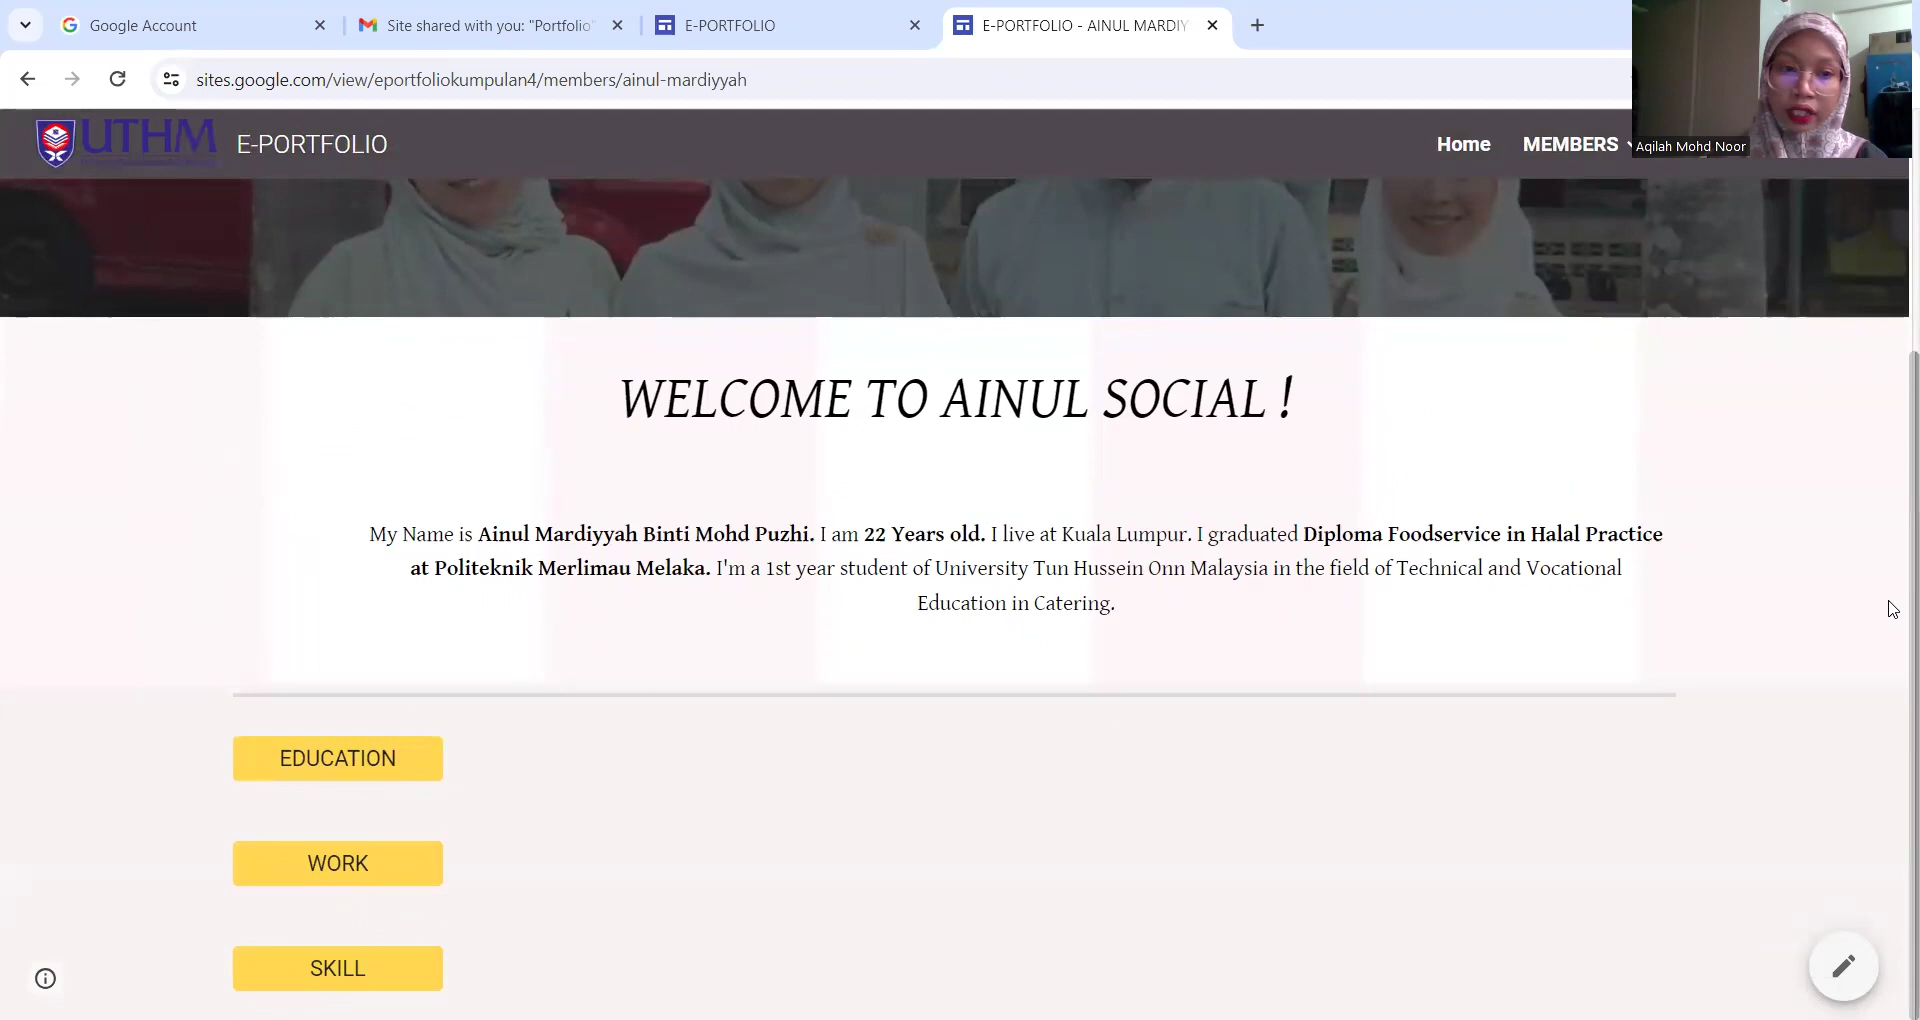 Google Account
Site shared with you: "Portfolio"
E-PORTFOLIO
E-PORTFOLIO - AINUL MARDIY
sites.google.com/view/eportfoliokumpulan4/members/ainul-mardiyyah
UTHM
E-PORTFOLIO
Home
MEMBERS
Aqilah Mohd Noor
WELCOME TO AINUL SOCIAL !
My Name is Ainul Mardiyyah Binti Mohd Puzhi. I am 22 Years old. I live at Kuala Lumpur. I graduated Diploma Foodservice in Halal Practice
at Politeknik Merlimau Melaka. I'm a 1st year student of University Tun Hussein Onn Malaysia in the field of Technical and Vocational
Education in Catering.
EDUCATION
WORK
SKILL